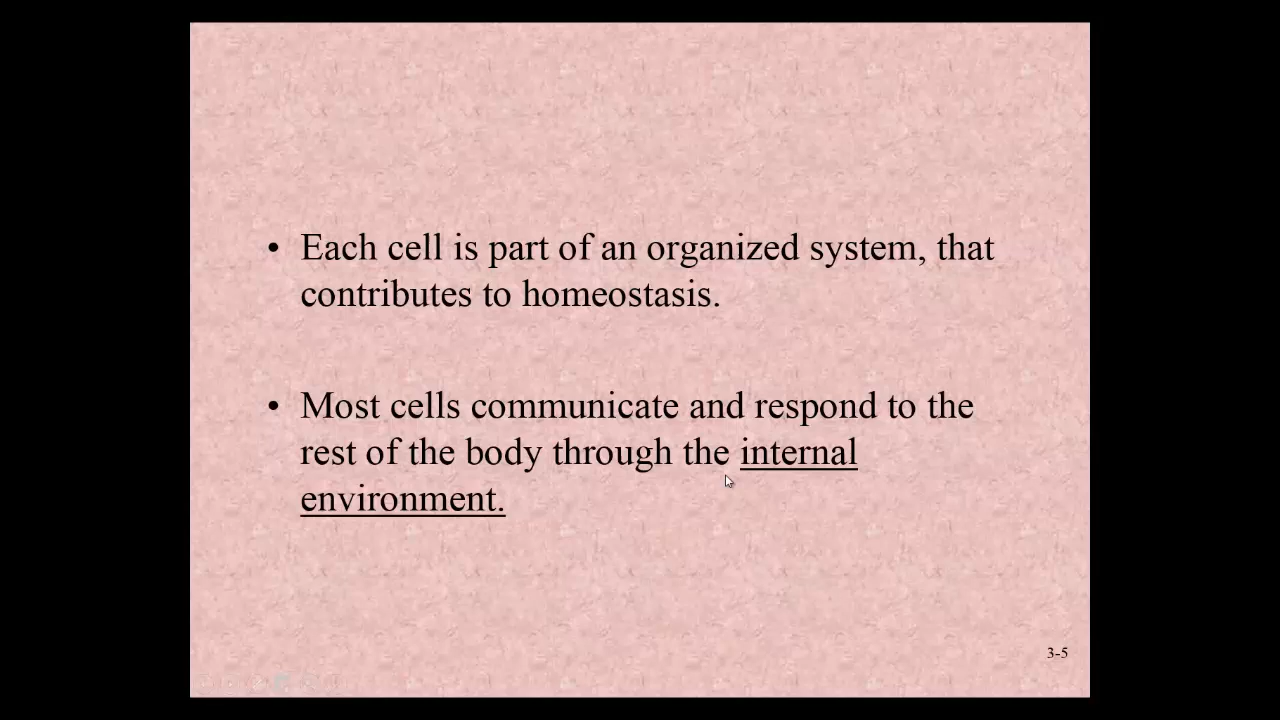 • Each cell is part of an organized system, that
contributes to homeostasis.
• Most cells communicate and respond to the
rest of the body through the internal
environment.
3-5